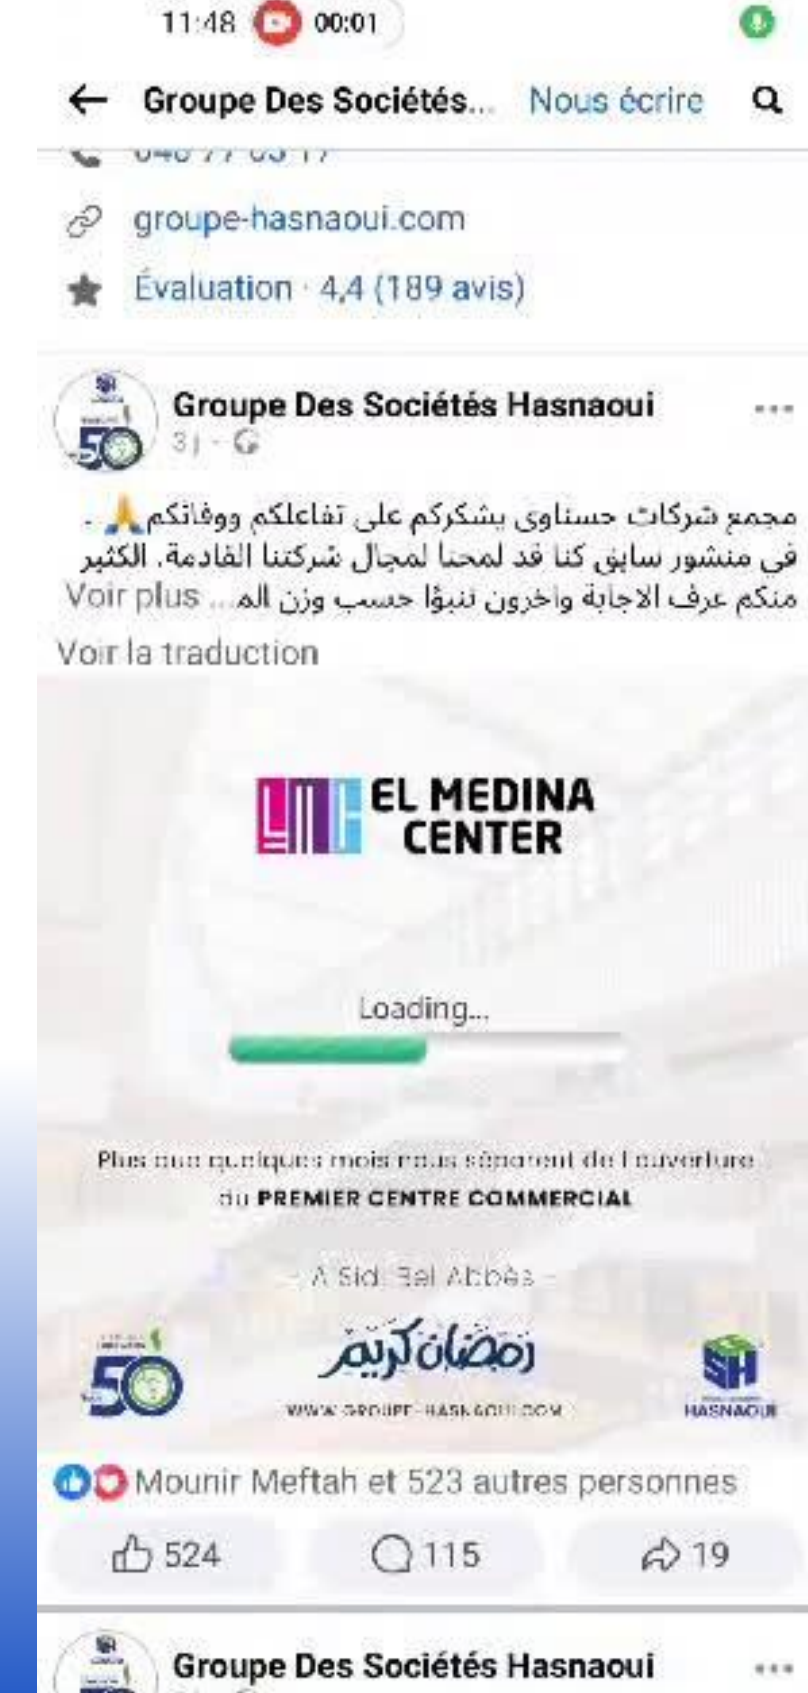 11:48 00:01
Groupe Des Sociétés... Nous écrire
groupe-hasnaoui.com
Évaluation · 4,4 (189 avis)
50
Groupe Des Sociétés Hasnaoui
3 j
مجمع شركات حسناوي يشكركم على تفاعلكم ووفائكم🙏 .
في منشور سابق كنا قد لمحنا لمجال شركتنا القادمة. الكثير
منكم عرف الاجابة واخرون تنبؤا حسب وزن الم... Voir plus
Voir la traduction
EL MEDINA
CENTER
Loading...
Plus que quelques mois nous séparent de l'ouverture
du PREMIER CENTRE COMMERCIAL
- A Sidi Bel Abbès -
50
رمضان كريم
SH
WWW.GROUPE-HASNAOUI.COM
HASNAOUI
Mounir Meftah et 523 autres personnes
524 115 19
Groupe Des Sociétés Hasnaoui